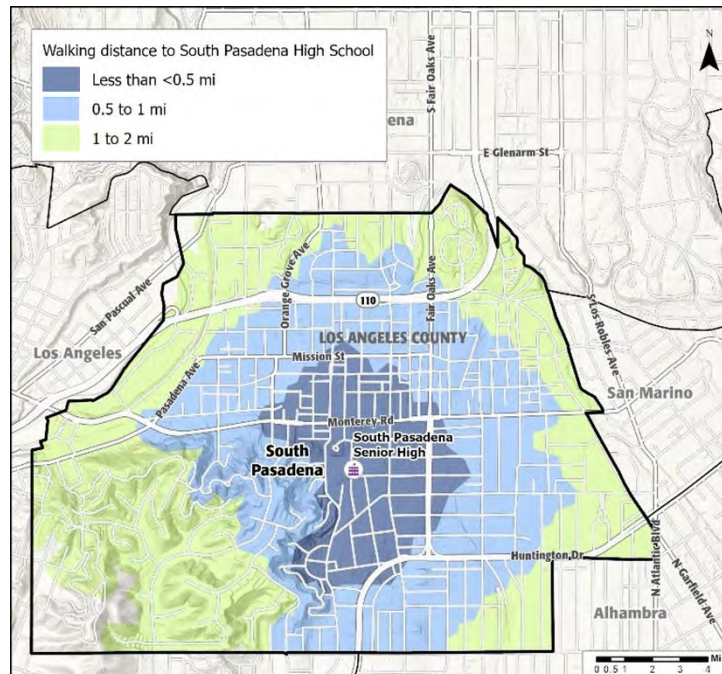 Walking distance to South Pasadena High School
Less than <0.5 mi
0.5 to 1 mi
1 to 2 mi
S Fair Oaks Ave
ena
N
E Glenarm St
Orange Grove Ave
Fair Oaks Ave
110
San Pascual Ave
S Los Robles Ave
LOS ANGELES COUNTY
Los Angeles
Mission St
Pasadena Ave
San Marino
Monterey Rd
South Pasadena
Senior High
South
Pasadena
Huntington Dr
N Atlantic Blvd
N Garfield Ave
Alhambra
Mi
0 0.5 1 2 3 4